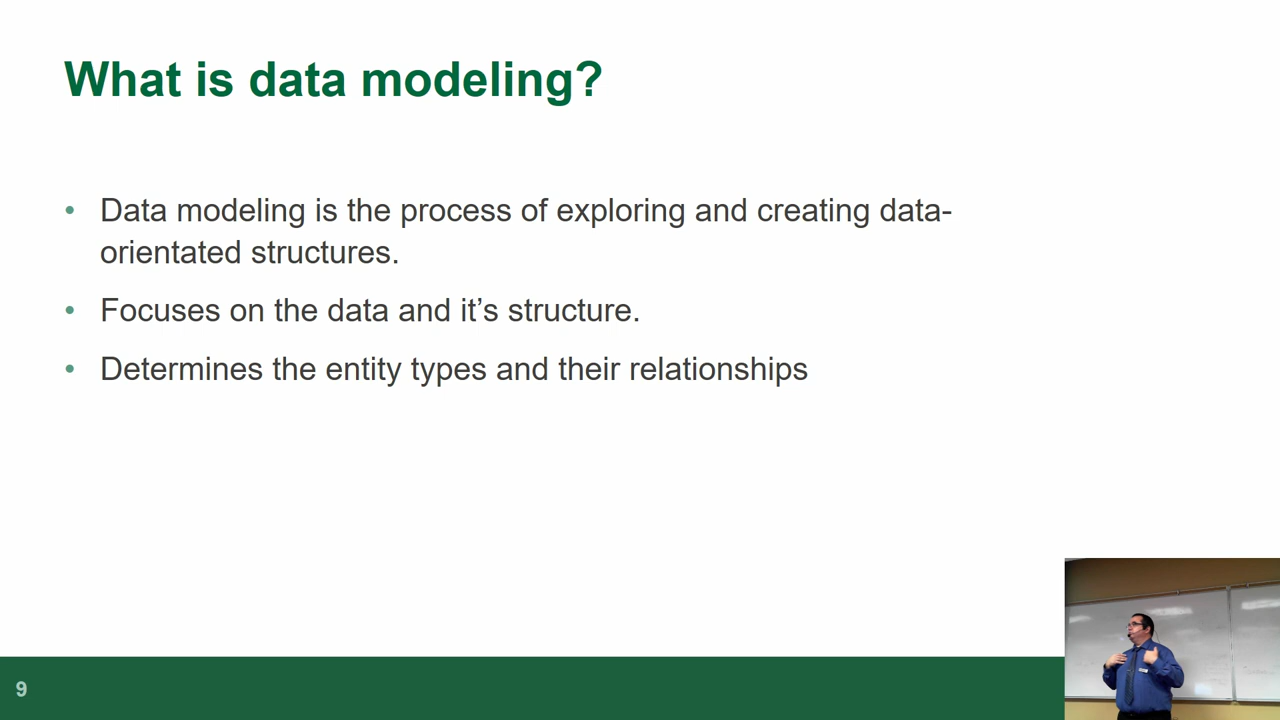 What is data modeling?
• Data modeling is the process of exploring and creating data-
orientated structures.
• Focuses on the data and it’s structure.
• Determines the entity types and their relationships
9